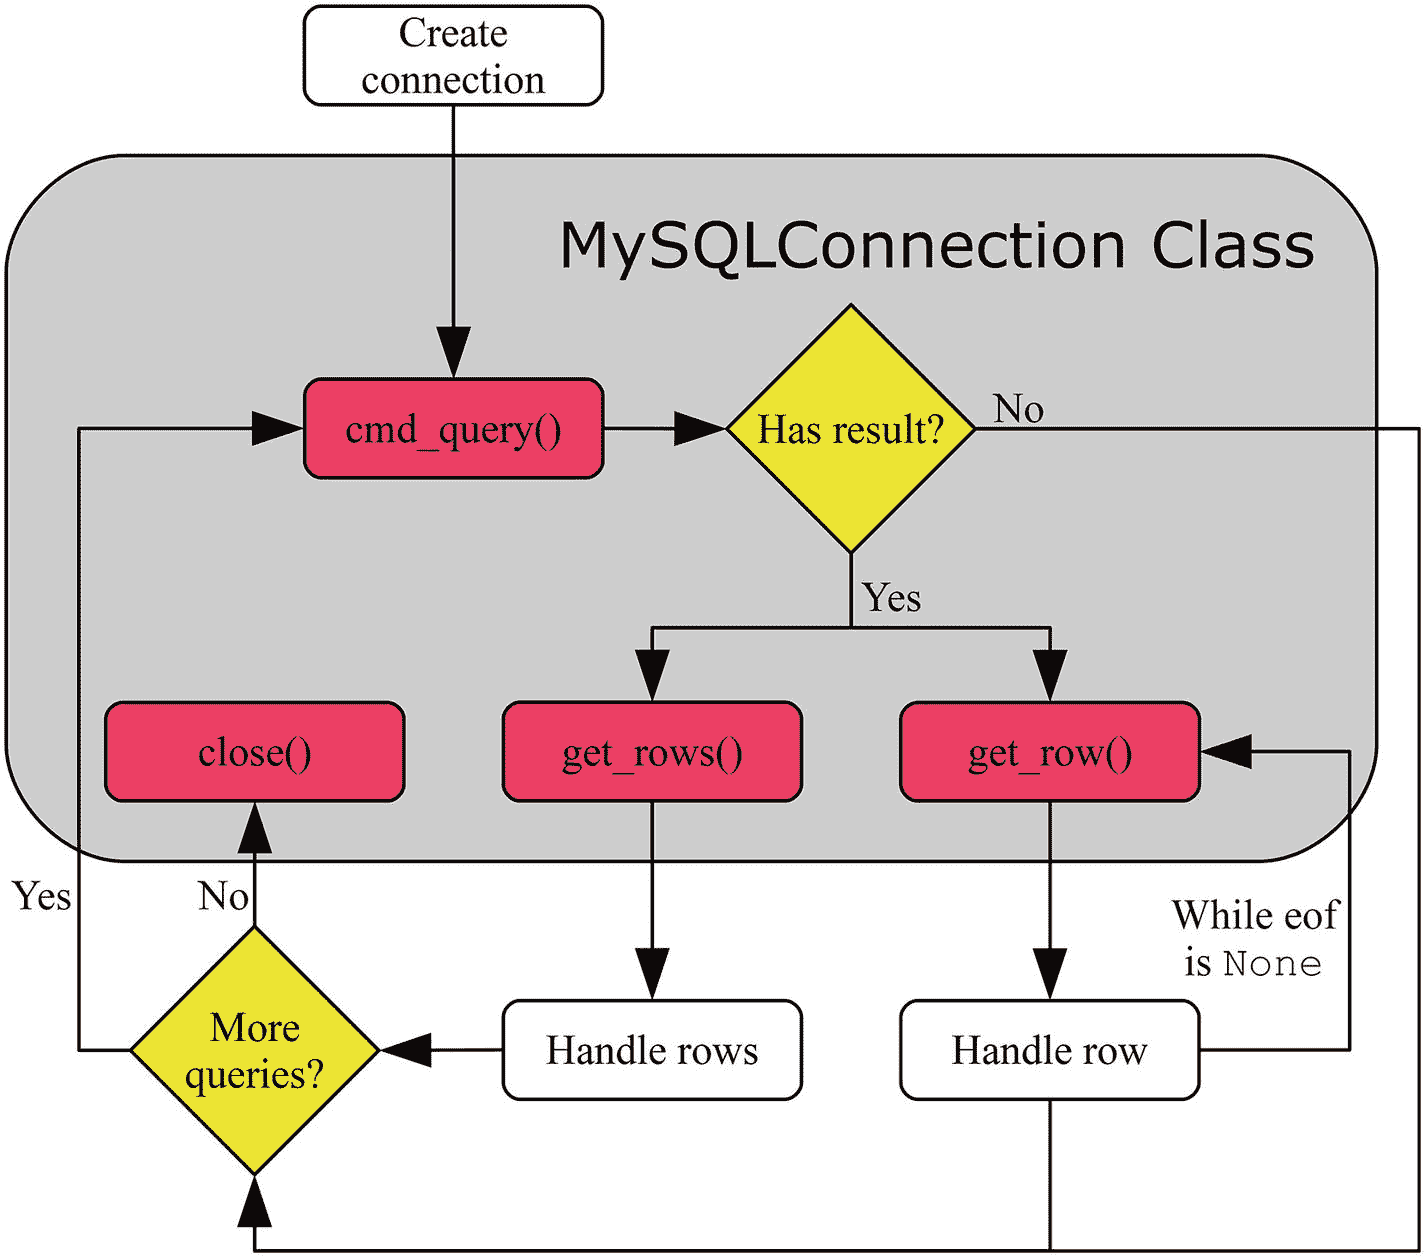 Create
connection
MySQLConnection Class
cmd_query()
Has result?
No
Yes
close()
get_rows()
get_row()
Yes
No
While eof
is None
More
queries?
Handle rows
Handle row